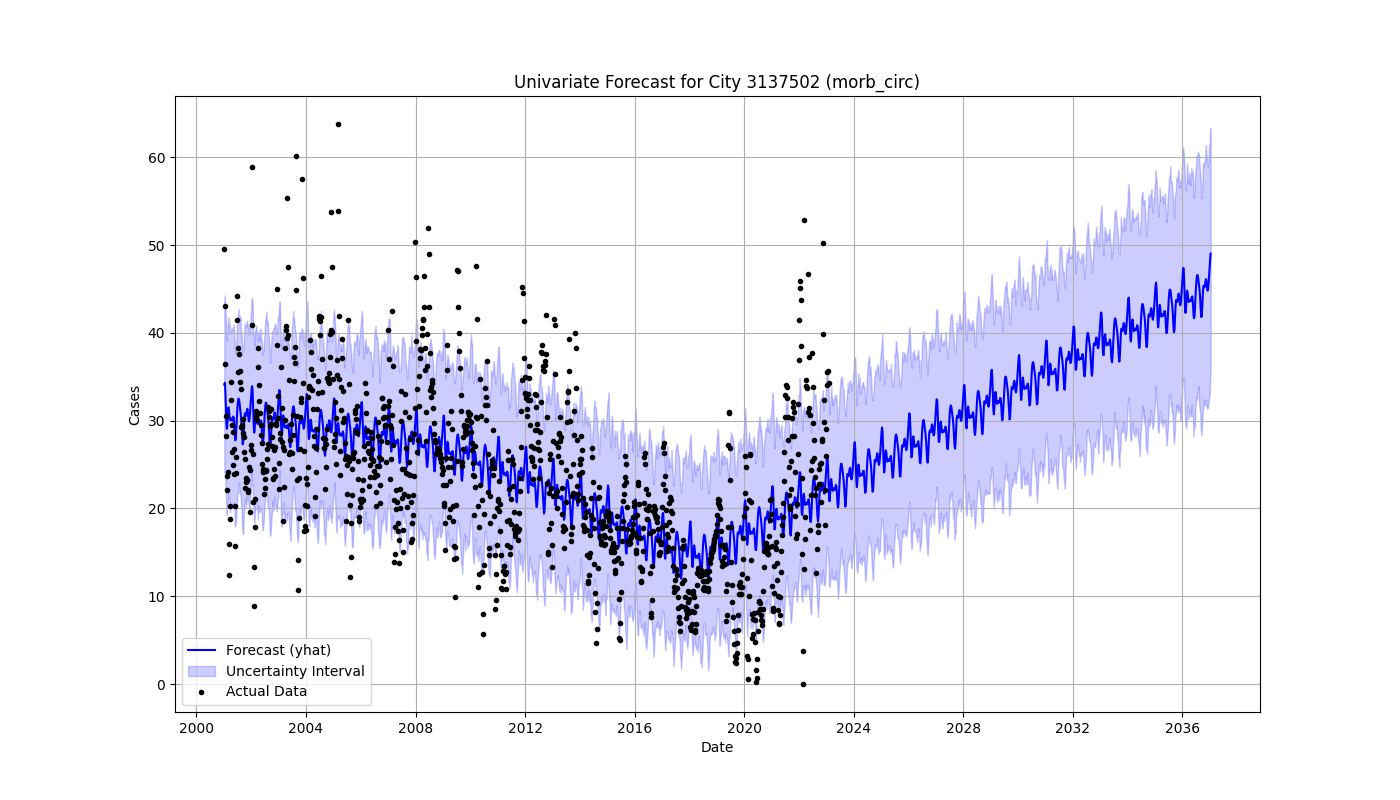 Univariate Forecast for City 3137502 (morb_circ)
Cases
60
50
40
30
20
10
0
Forecast (yhat)
Uncertainty Interval
Actual Data
2000 2004 2008 2012 2016 2020 2024 2028 2032 2036
Date